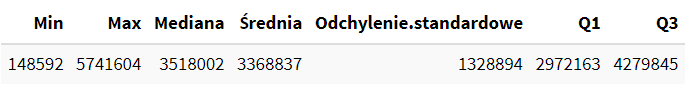 Min Max Mediana Średnia Odchylenie.standardowe Q1 Q3
148592 5741604 3518002 3368837 1328894 2972163 4279845